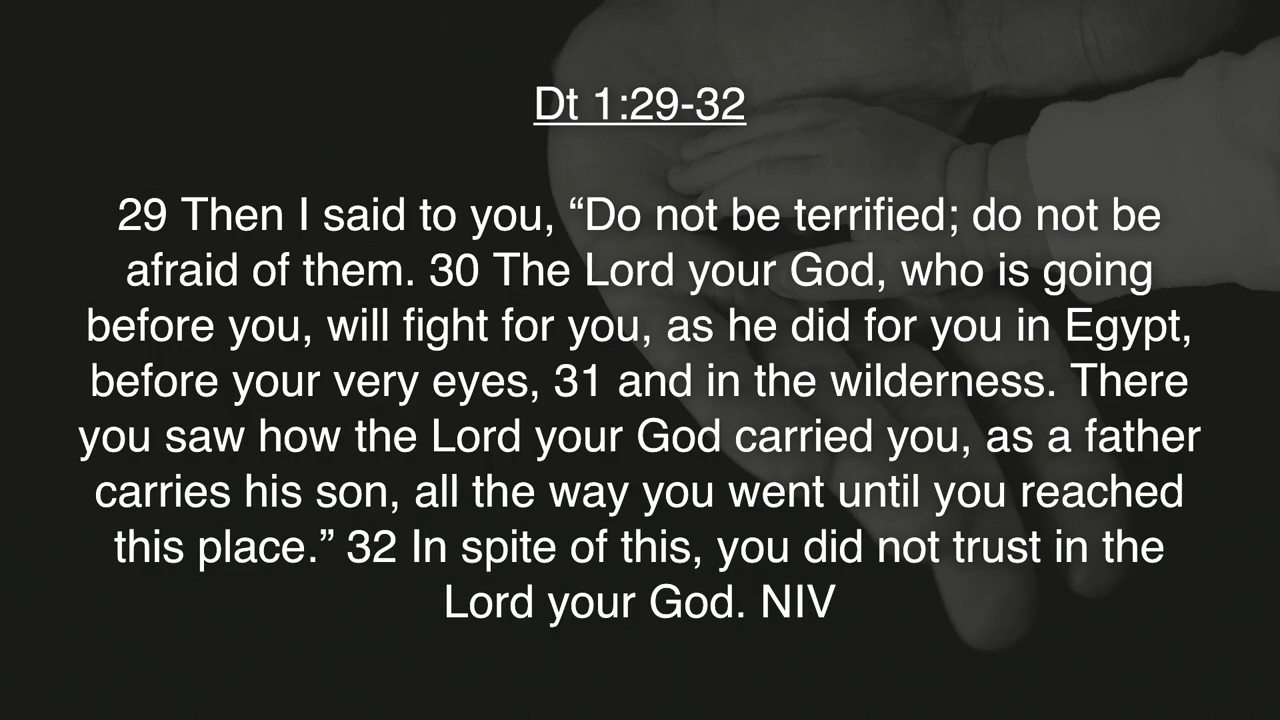 Dt 1:29-32
29 Then I said to you, “Do not be terrified; do not be
afraid of them. 30 The Lord your God, who is going
before you, will fight for you, as he did for you in Egypt,
before your very eyes, 31 and in the wilderness. There
you saw how the Lord your God carried you, as a father
carries his son, all the way you went until you reached
this place.” 32 In spite of this, you did not trust in the
Lord your God. NIV